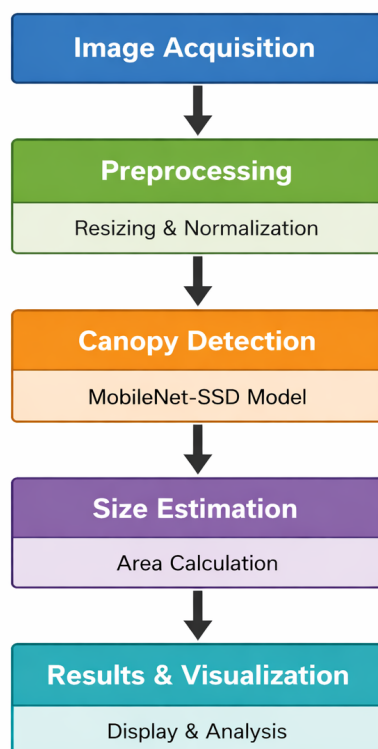 Image Acquisition
Preprocessing
Resizing & Normalization
Canopy Detection
MobileNet-SSD Model
Size Estimation
Area Calculation
Results & Visualization
Display & Analysis